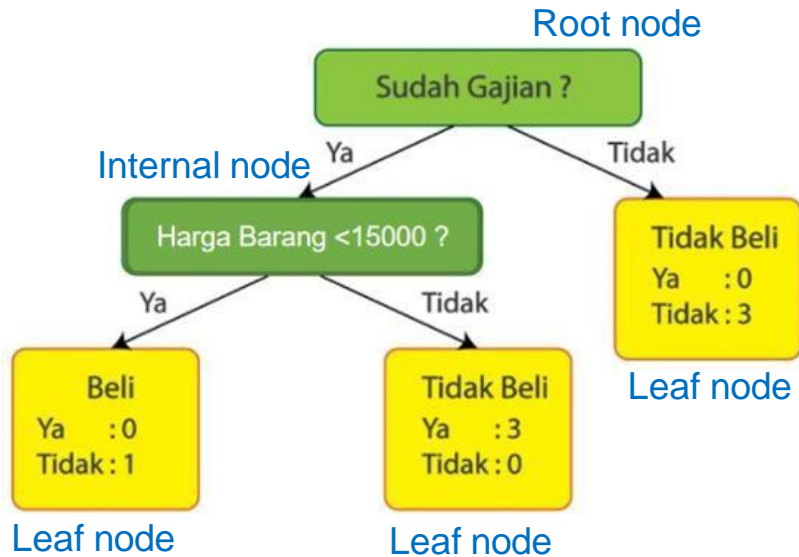 Root node
Sudah Gajian ?
Ya
Tidak
Internal node
Harga Barang <15000 ?
Tidak Beli
Ya : 0
Tidak : 3
Leaf node
Ya
Tidak
Beli
Ya : 0
Tidak : 1
Leaf node
Tidak Beli
Ya : 3
Tidak : 0
Leaf node